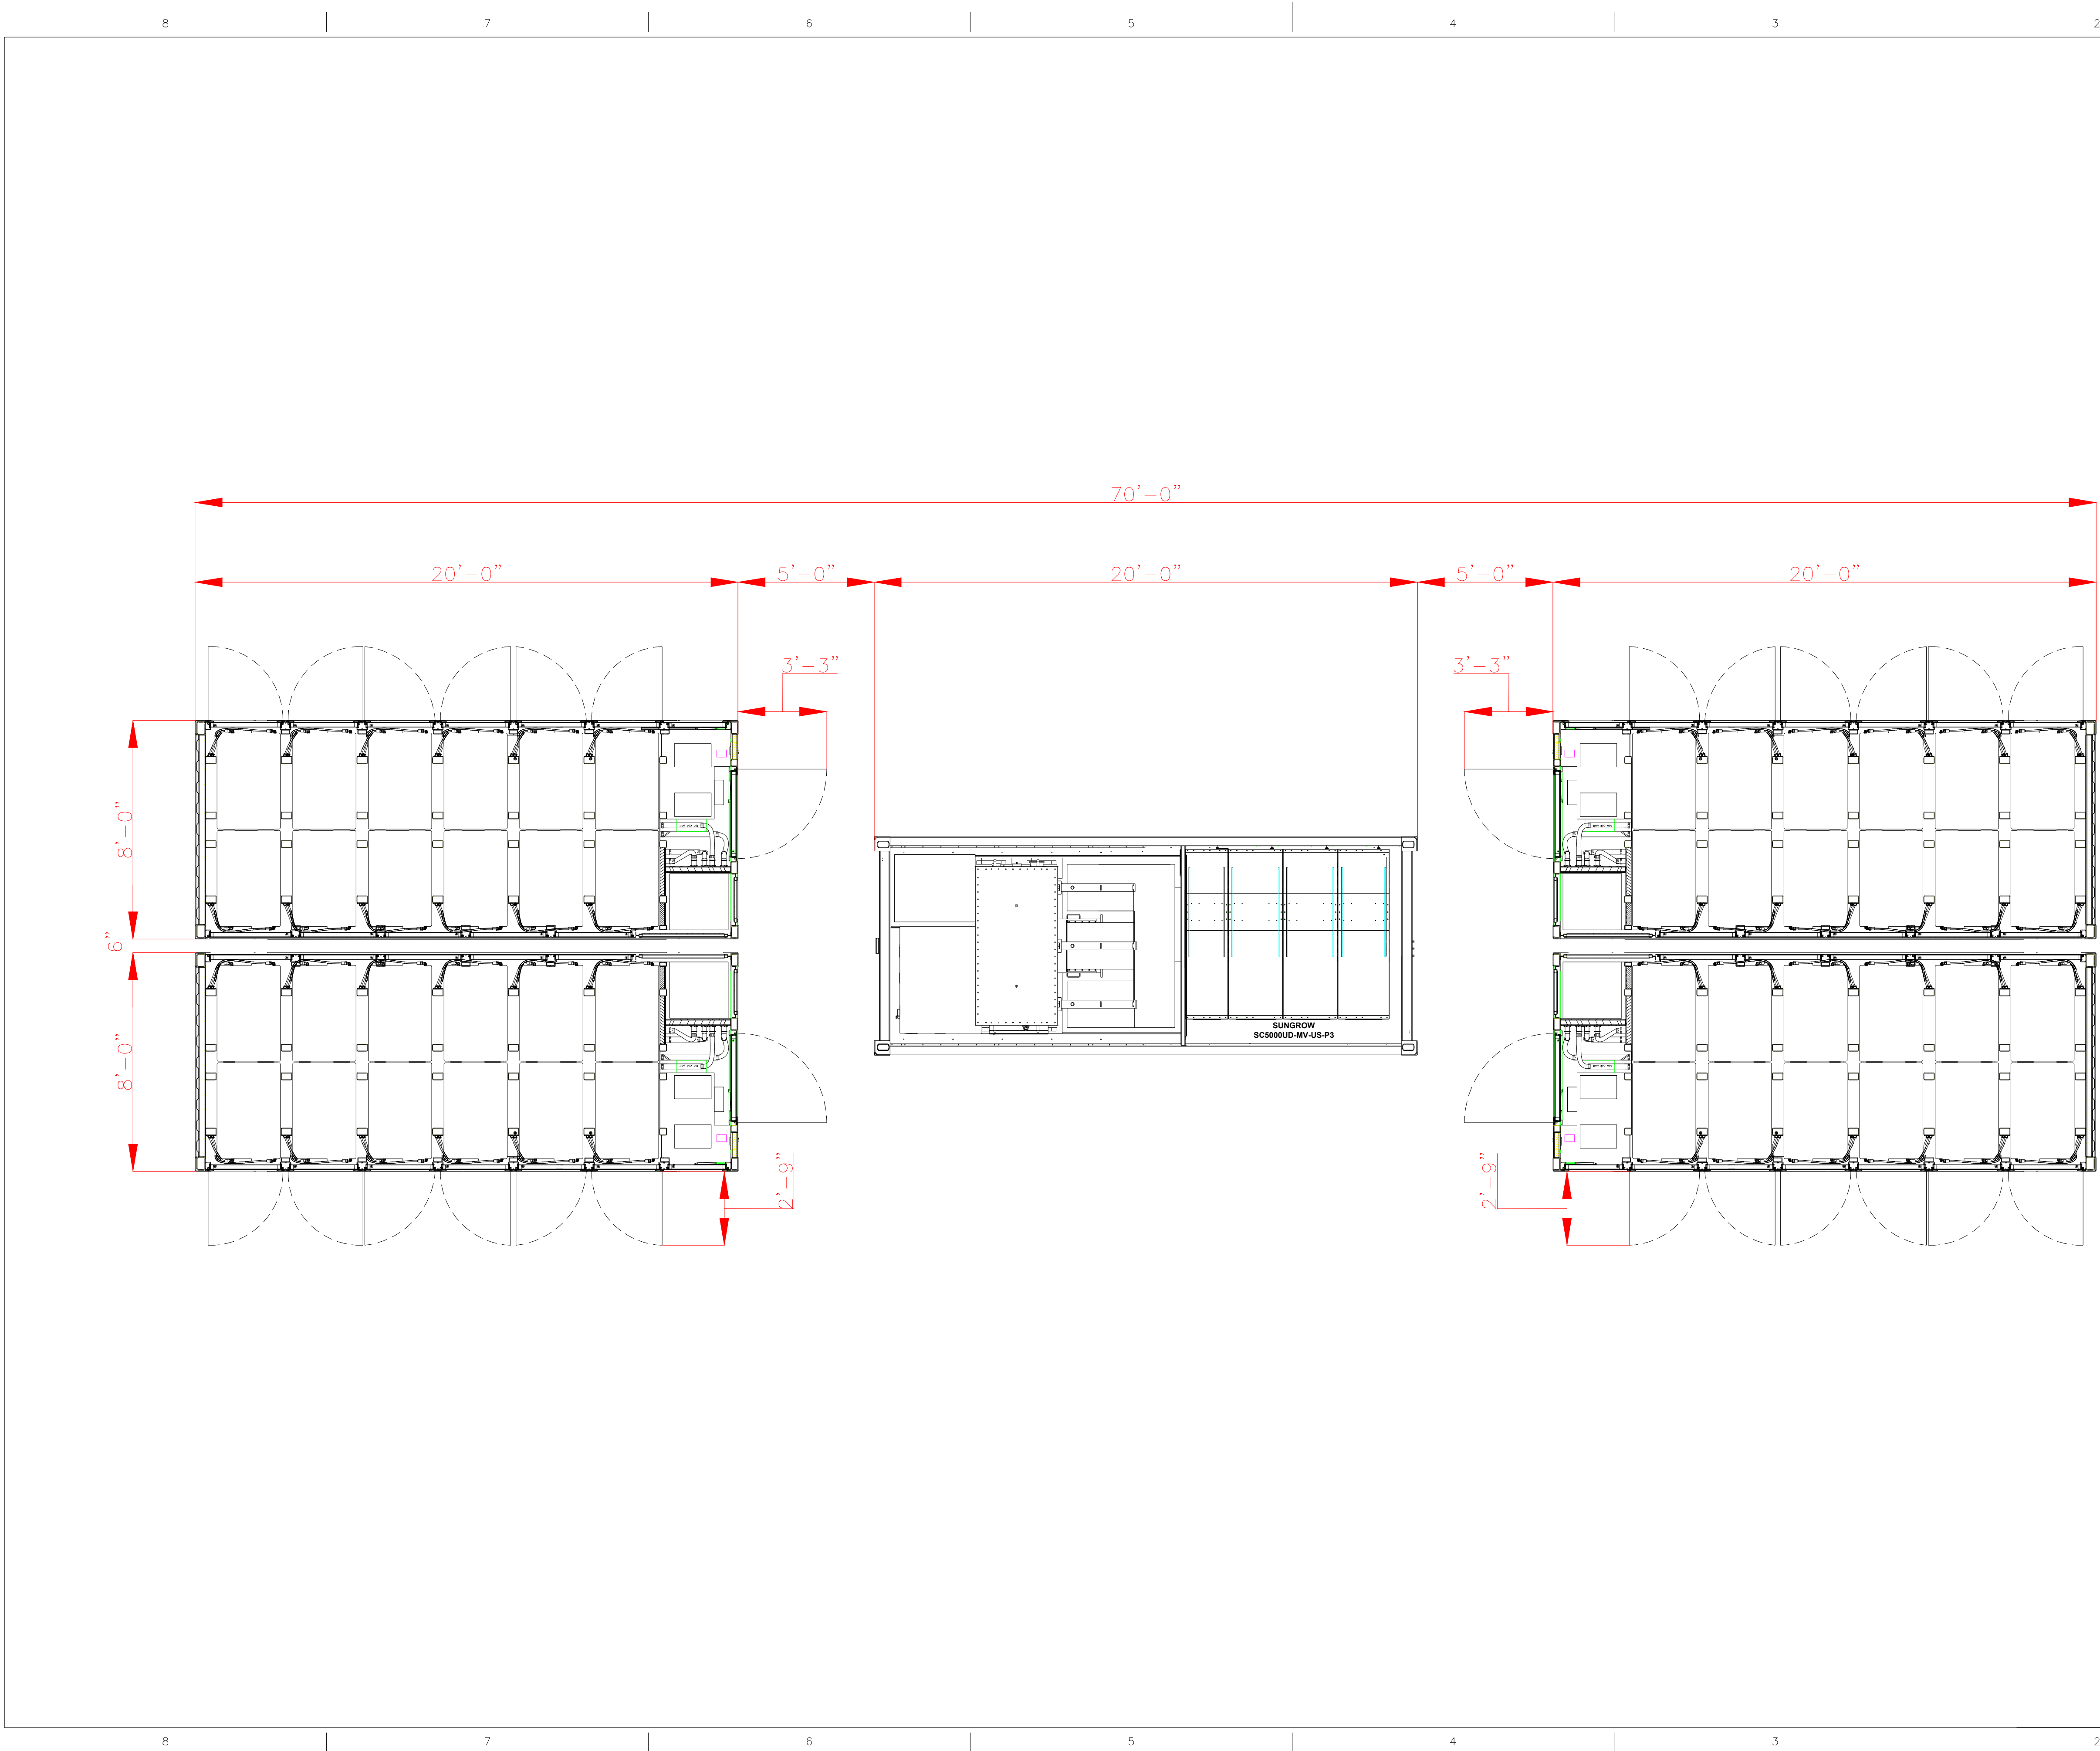 8 7 6 5 4 3 2
70'-0"
20'-0" 5'-0" 20'-0" 5'-0" 20'-0"
3'-3" 3'-3"
8'-0"
6"
8'-0"
SUNGROW
SC5000UD-MV-US-P3
2'-9" 2'-9"
8 7 6 5 4 3 2